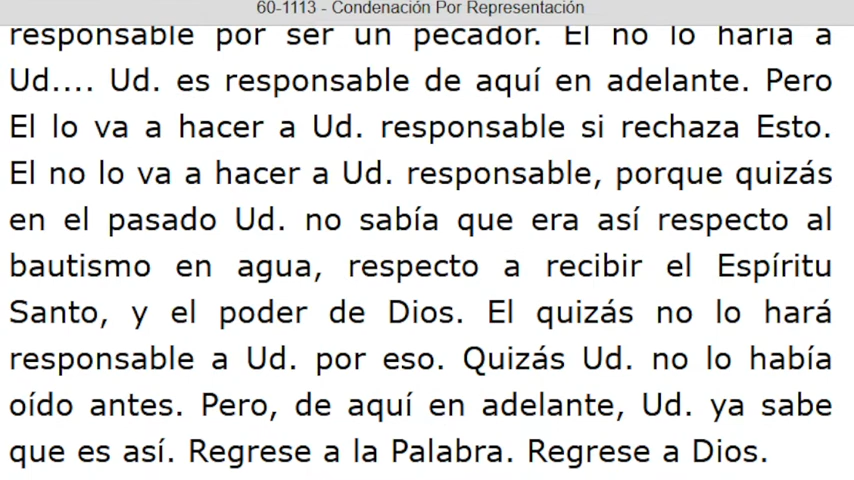 60-1113 - Condenación Por Representación
responsable por ser un pecador. El no lo haría a
Ud.... Ud. es responsable de aquí en adelante. Pero
El lo va a hacer a Ud. responsable si rechaza Esto.
El no lo va a hacer a Ud. responsable, porque quizás
en el pasado Ud. no sabía que era así respecto al
bautismo en agua, respecto a recibir el Espíritu
Santo, y el poder de Dios. El quizás no lo hará
responsable a Ud. por eso. Quizás Ud. no lo había
oído antes. Pero, de aquí en adelante, Ud. ya sabe
que es así. Regrese a la Palabra. Regrese a Dios.